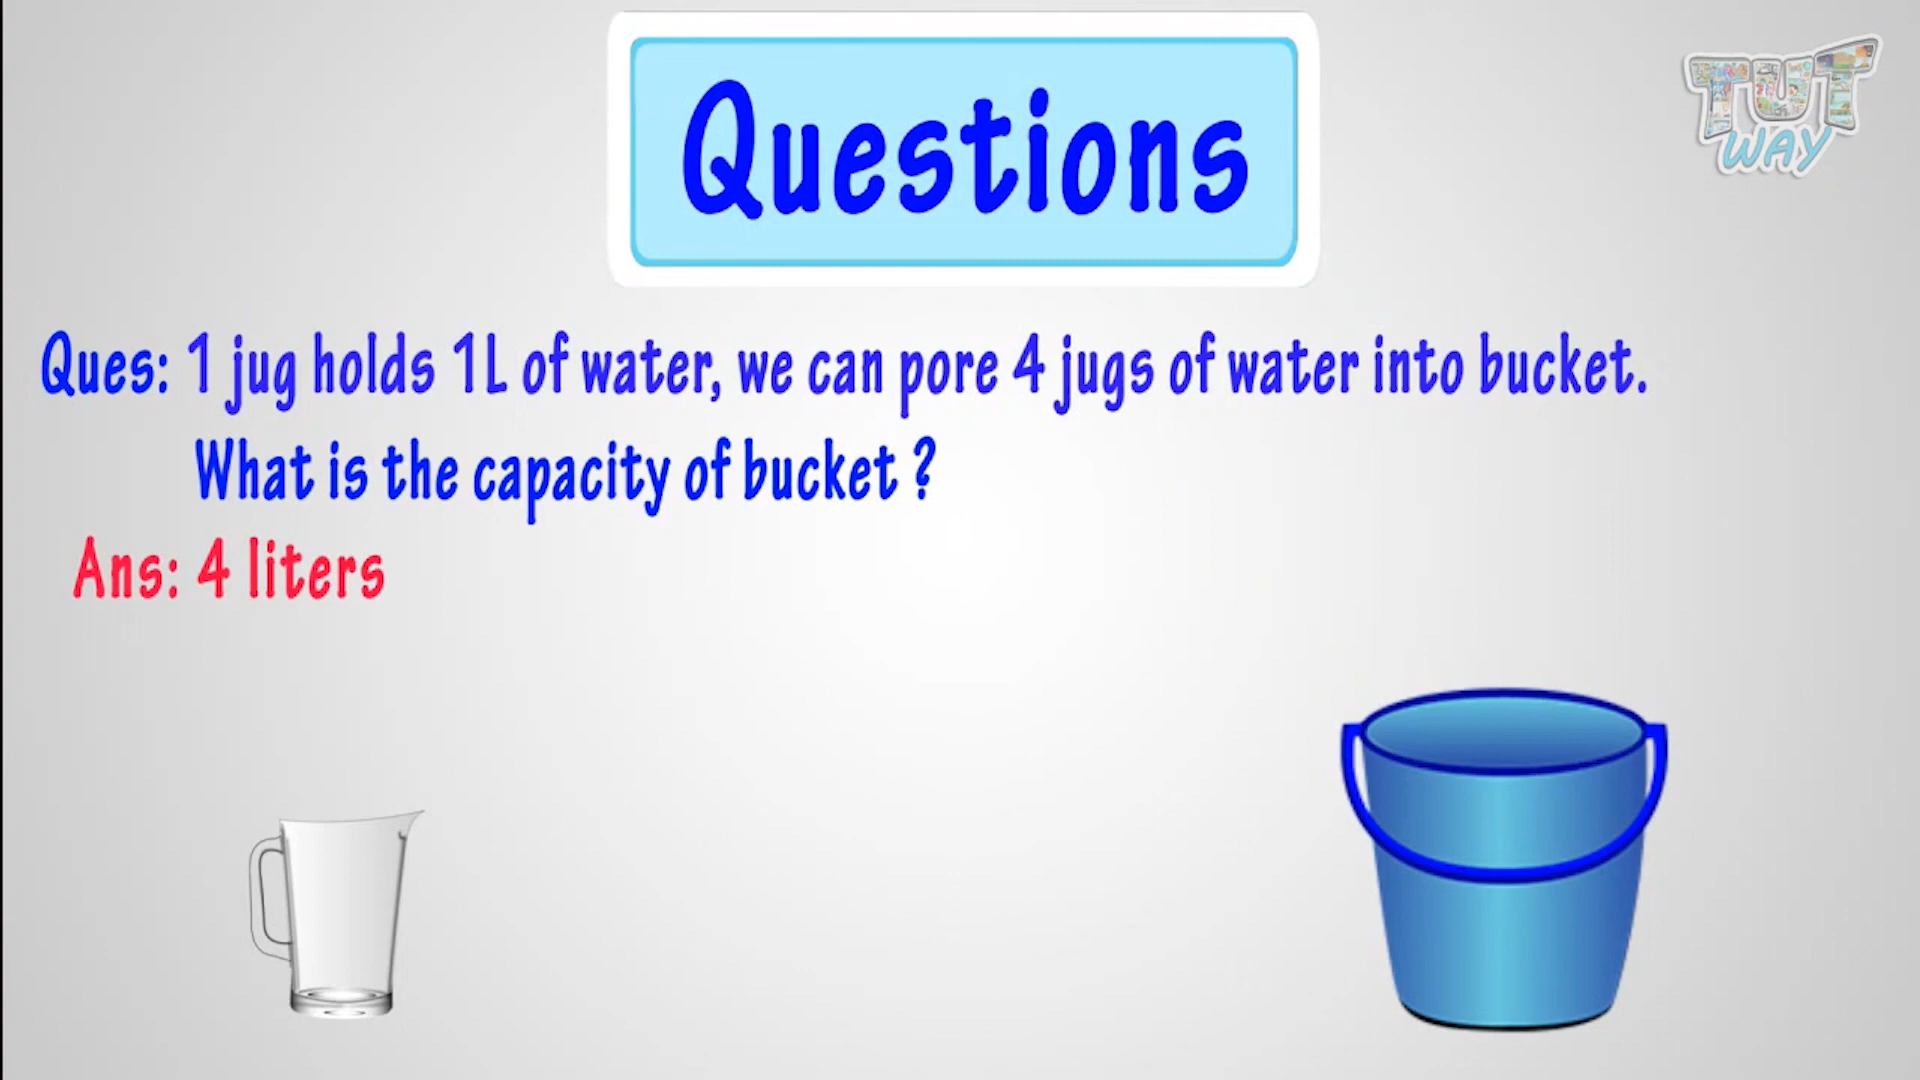 Questions
TUT
WAY
Ques: 1 jug holds 1L of water, we can pore 4 jugs of water into bucket.
What is the capacity of bucket ?
Ans: 4 liters